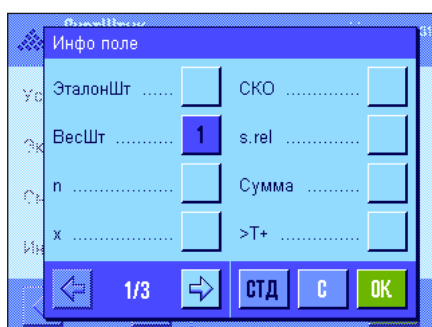 Инфо поле
ЭталонШт ...... СКО .............
ВесШт ........... 1 s.rel .............
n .................. Сумма .........
x .................. >T+ .............
1/3 СТД C OK